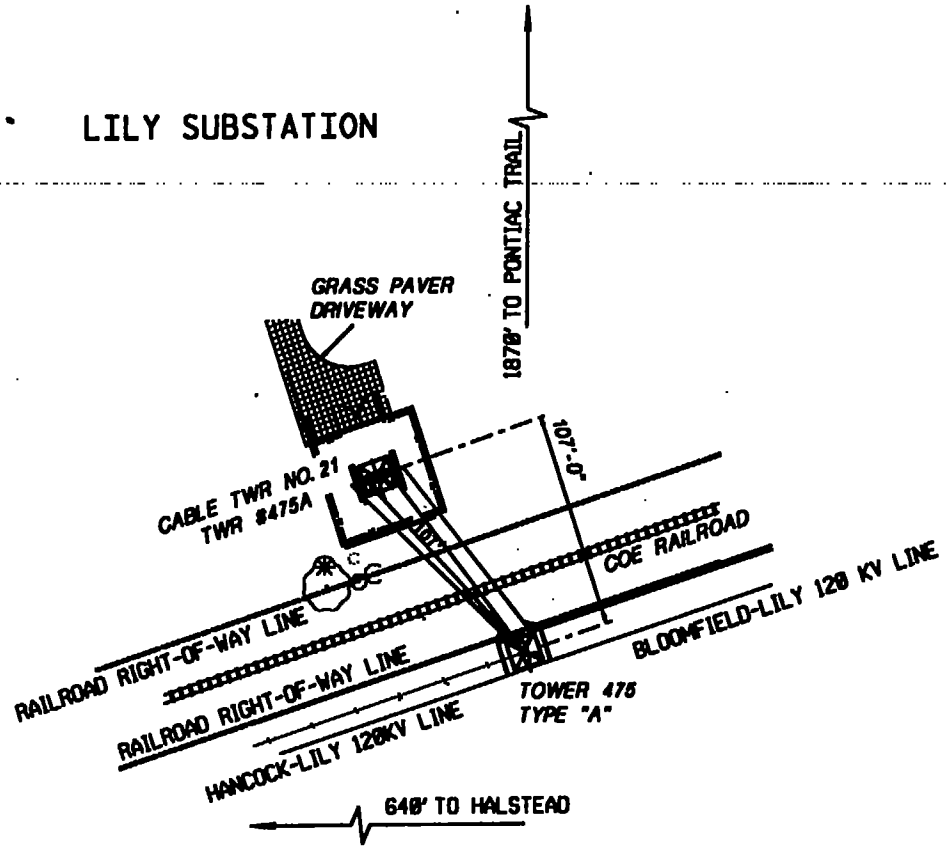 LILY SUBSTATION
1870' TO PONTIAC TRAIL
GRASS PAVER
DRIVEWAY
107'-0"
CABLE TWR NO. 21
TWR #475A
COE RAILROAD
RAILROAD RIGHT-OF-WAY LINE
RAILROAD RIGHT-OF-WAY LINE
BLOOMFIELD-LILY 120 KV LINE
TOWER 475
TYPE "A"
HANCOCK-LILY 120KV LINE
640' TO HALSTEAD